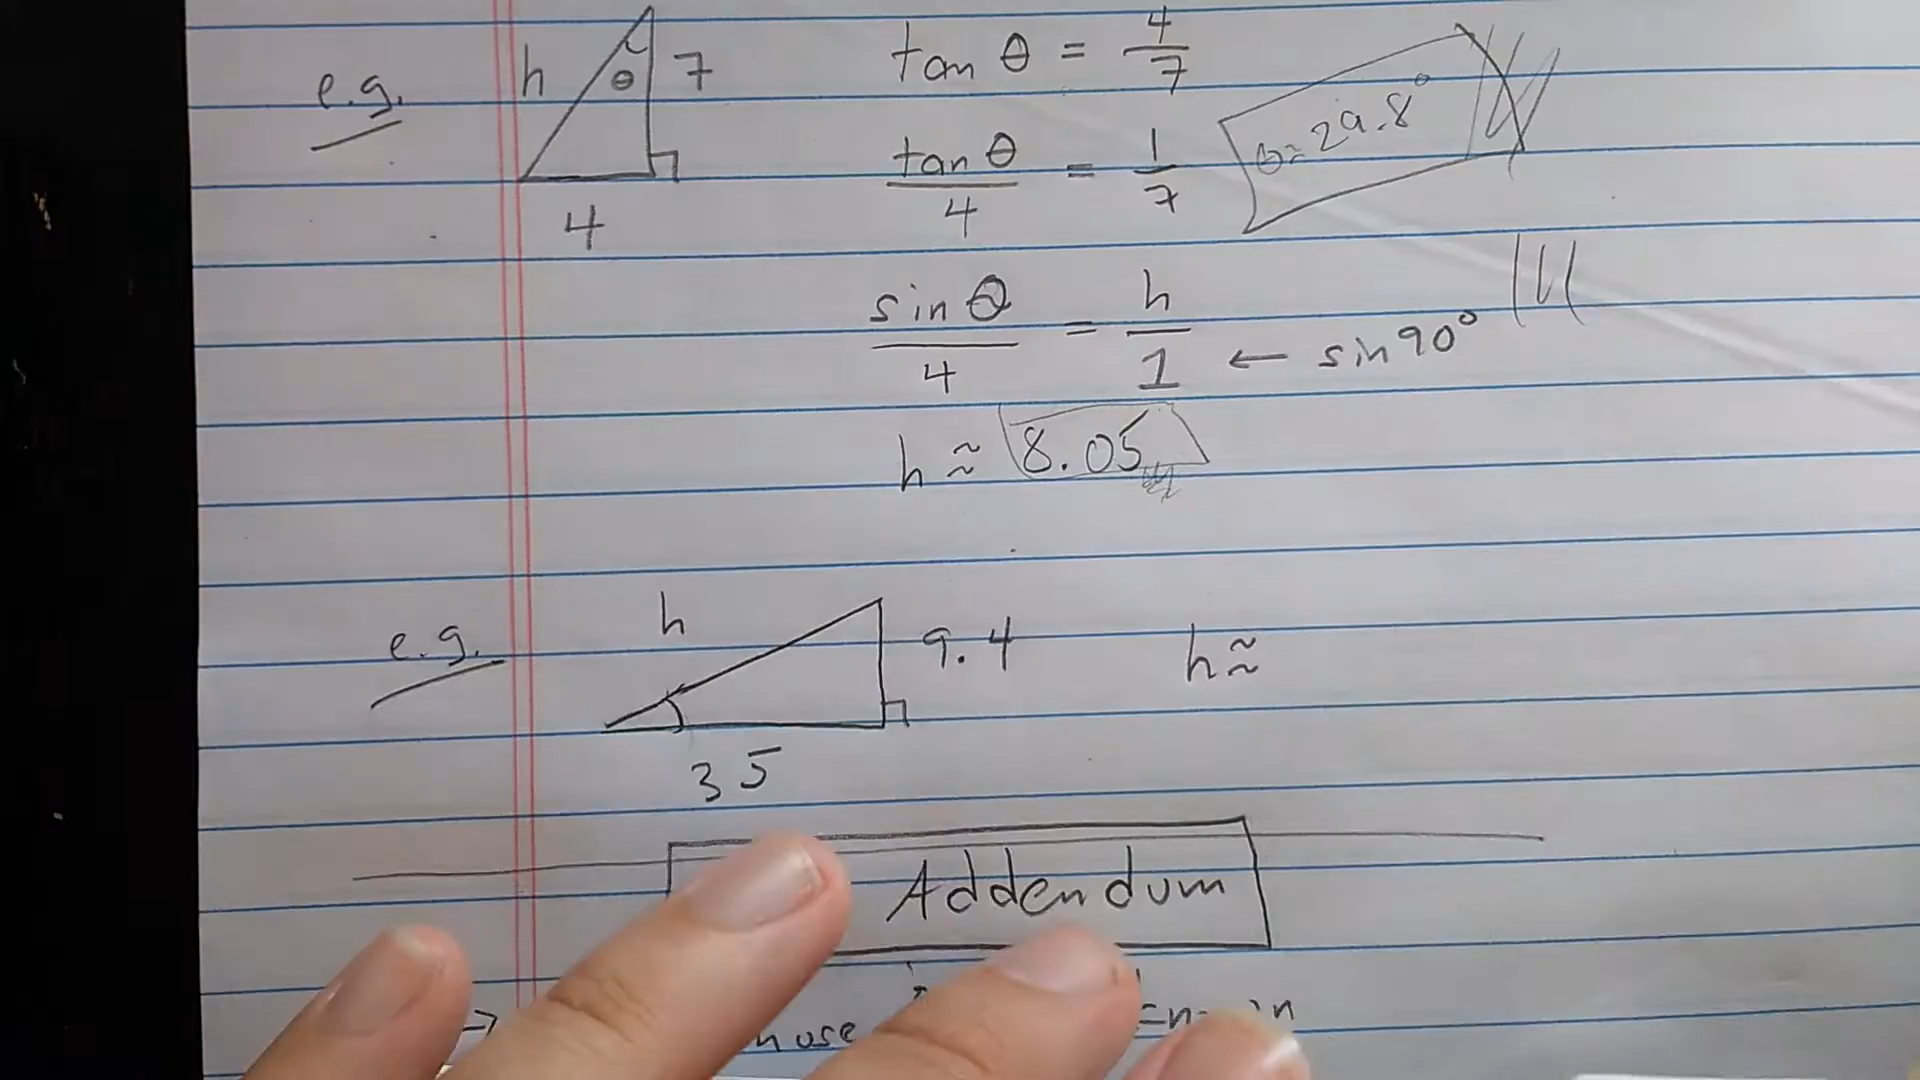 e.g.
h
θ
7
4
tan θ = 4/7
tan θ/4 = 1/7
θ≈29.8°
sin θ/4 = h/1 ← sin 90°
h ≈ 8.05
e.g.
h
9.4
35
h≈
Addendum
→